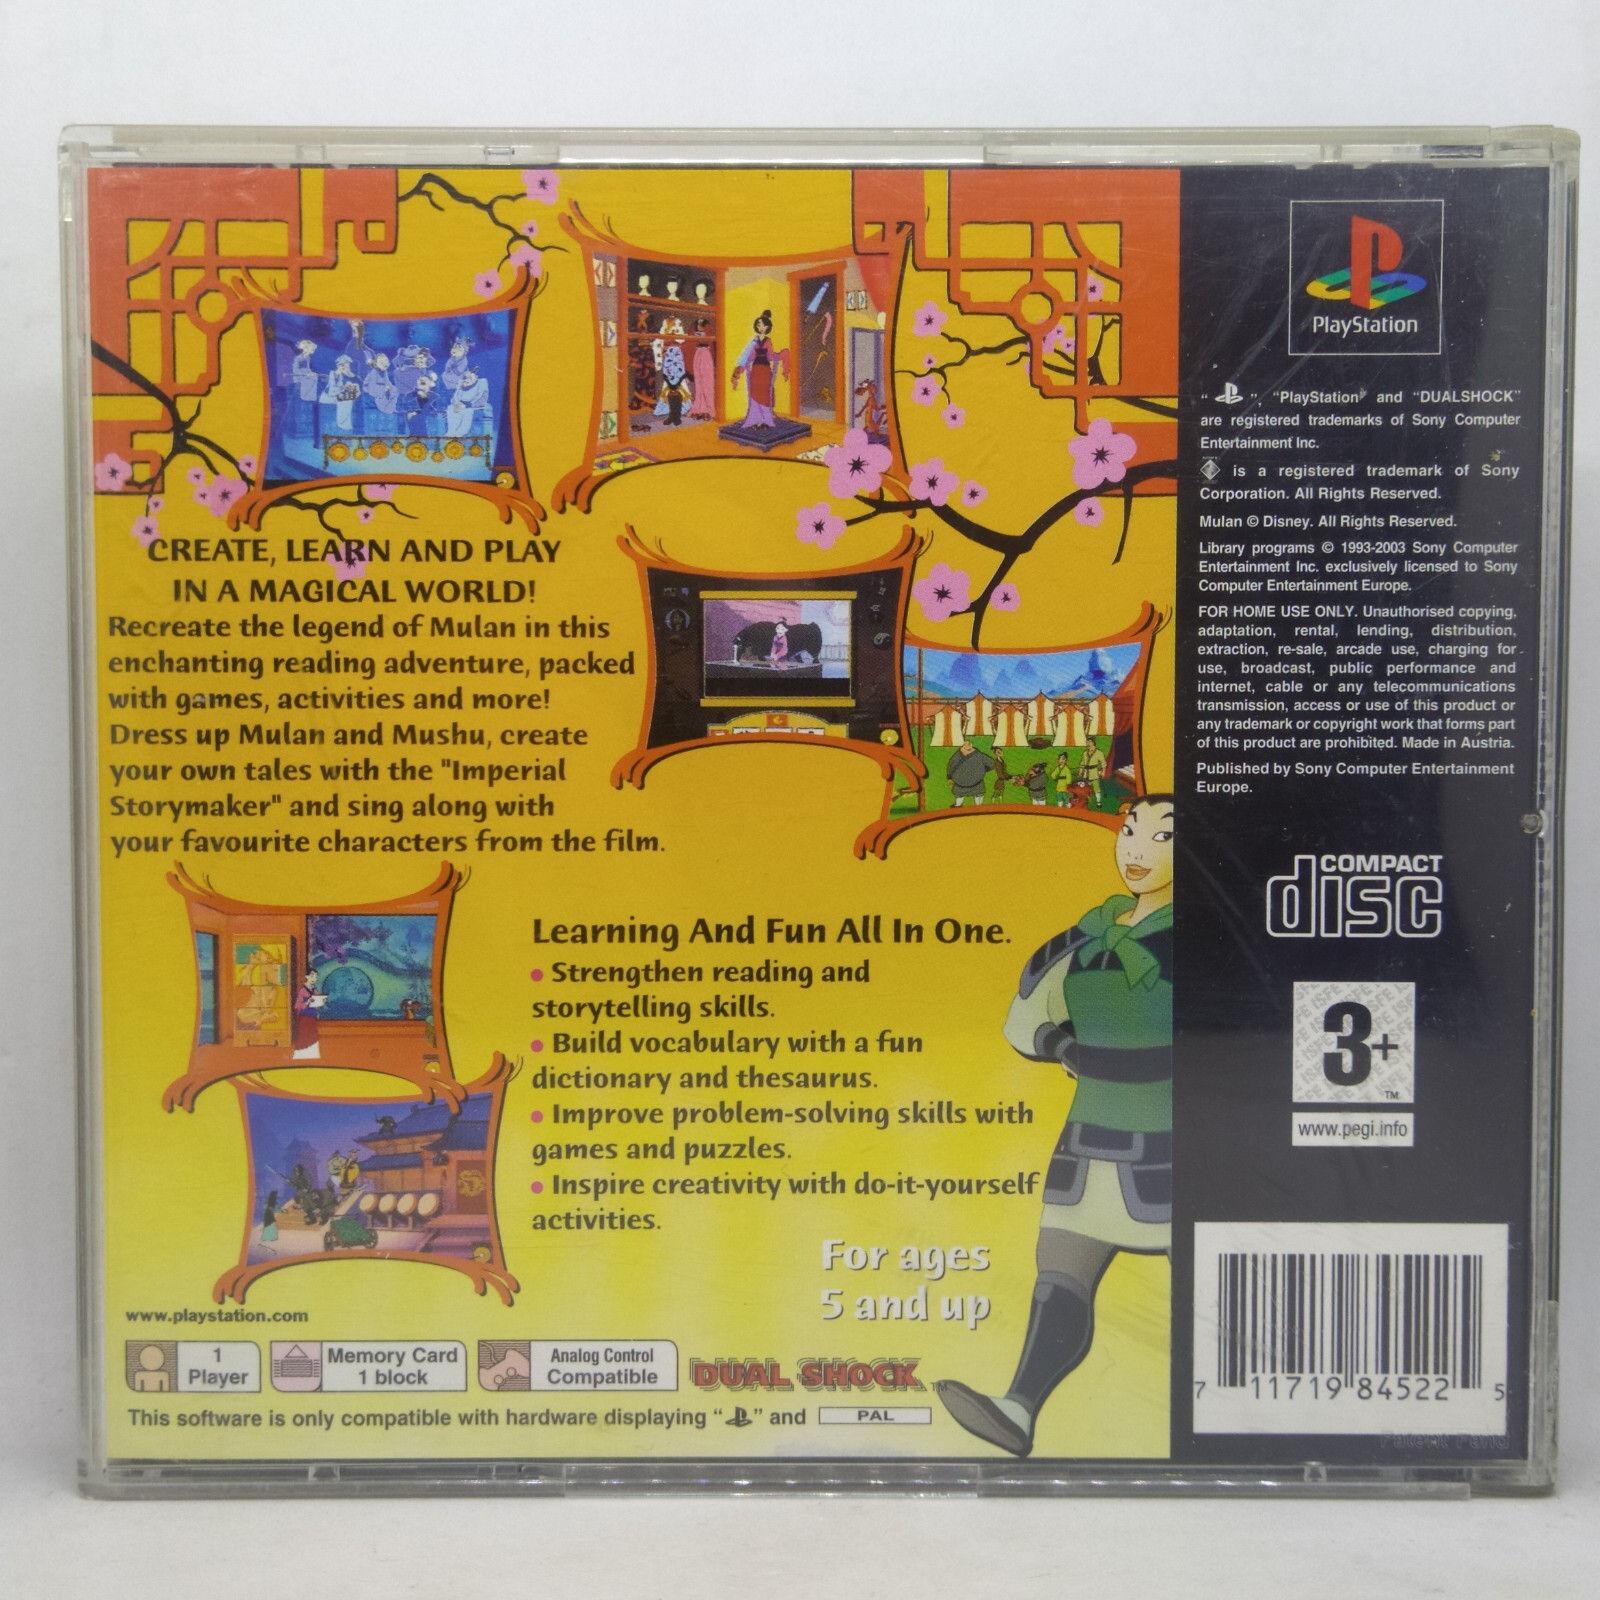 CREATE, LEARN AND PLAY
IN A MAGICAL WORLD!
Recreate the legend of Mulan in this
enchanting reading adventure, packed
with games, activities and more!
Dress up Mulan and Mushu, create
your own tales with the "Imperial
Storymaker" and sing along with
your favourite characters from the film.
Learning And Fun All In One.
• Strengthen reading and
storytelling skills.
• Build vocabulary with a fun
dictionary and thesaurus.
• Improve problem-solving skills with
games and puzzles.
• Inspire creativity with do-it-yourself
activities.
For ages
5 and up
www.playstation.com
1
Player
Memory Card
1 block
Analog Control
Compatible
DUAL SHOCK™
This software is only compatible with hardware displaying “ ” and PAL
PlayStation
“ ”, “PlayStation” and “DUALSHOCK”
are registered trademarks of Sony Computer
Entertainment Inc.
is a registered trademark of Sony
Corporation. All Rights Reserved.
Mulan © Disney. All Rights Reserved.
Library programs © 1993-2003 Sony Computer
Entertainment Inc. exclusively licensed to Sony
Computer Entertainment Europe.
FOR HOME USE ONLY. Unauthorised copying,
adaptation, rental, lending, distribution,
extraction, re-sale, arcade use, charging for
use, broadcast, public performance and
internet, cable or any telecommunications
transmission, access or use of this product or
any trademark or copyright work that forms part
of this product are prohibited. Made in Austria.
Published by Sony Computer Entertainment
Europe.
COMPACT
disc
3+
™
www.pegi.info
7 11719 84522 5
Patent Pend